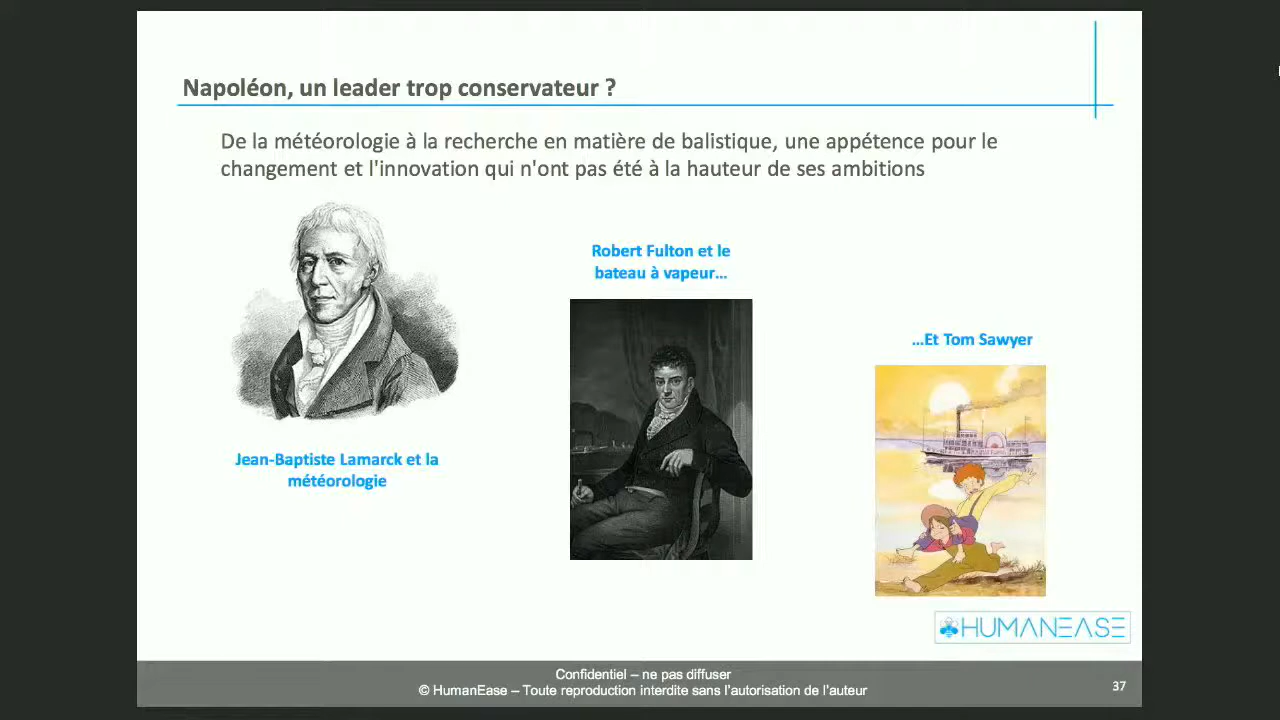 Napoléon, un leader trop conservateur ?
De la météorologie à la recherche en matière de balistique, une appétence pour le
changement et l'innovation qui n'ont pas été à la hauteur de ses ambitions
Robert Fulton et le
bateau à vapeur...
...Et Tom Sawyer
Jean-Baptiste Lamarck et la
météorologie
HUMANEASE
Confidentiel – ne pas diffuser
© HumanEase – Toute reproduction interdite sans l'autorisation de l'auteur
37